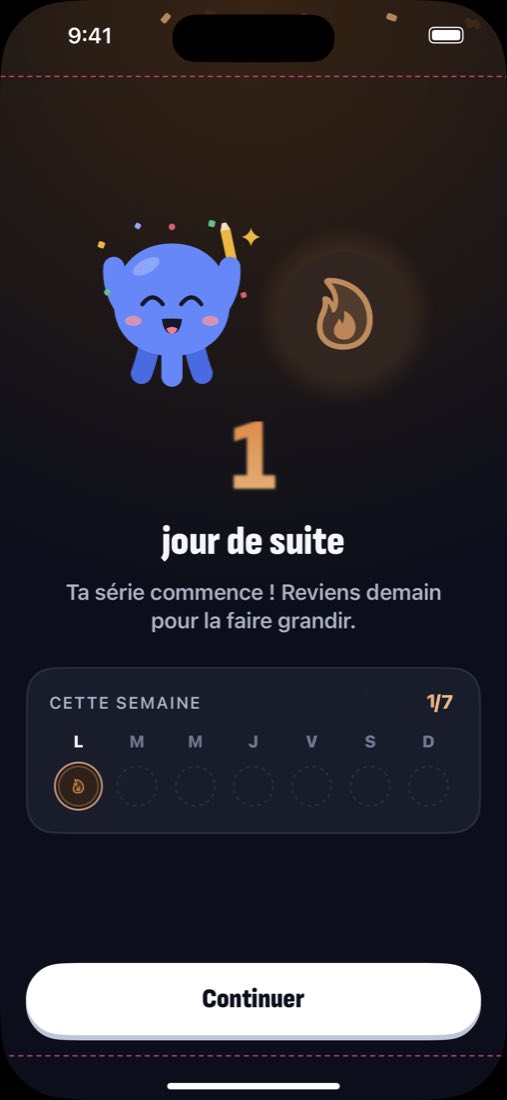 9:41
1
jour de suite
Ta série commence ! Reviens demain
pour la faire grandir.
CETTE SEMAINE 1/7
L M M J V S D
Continuer